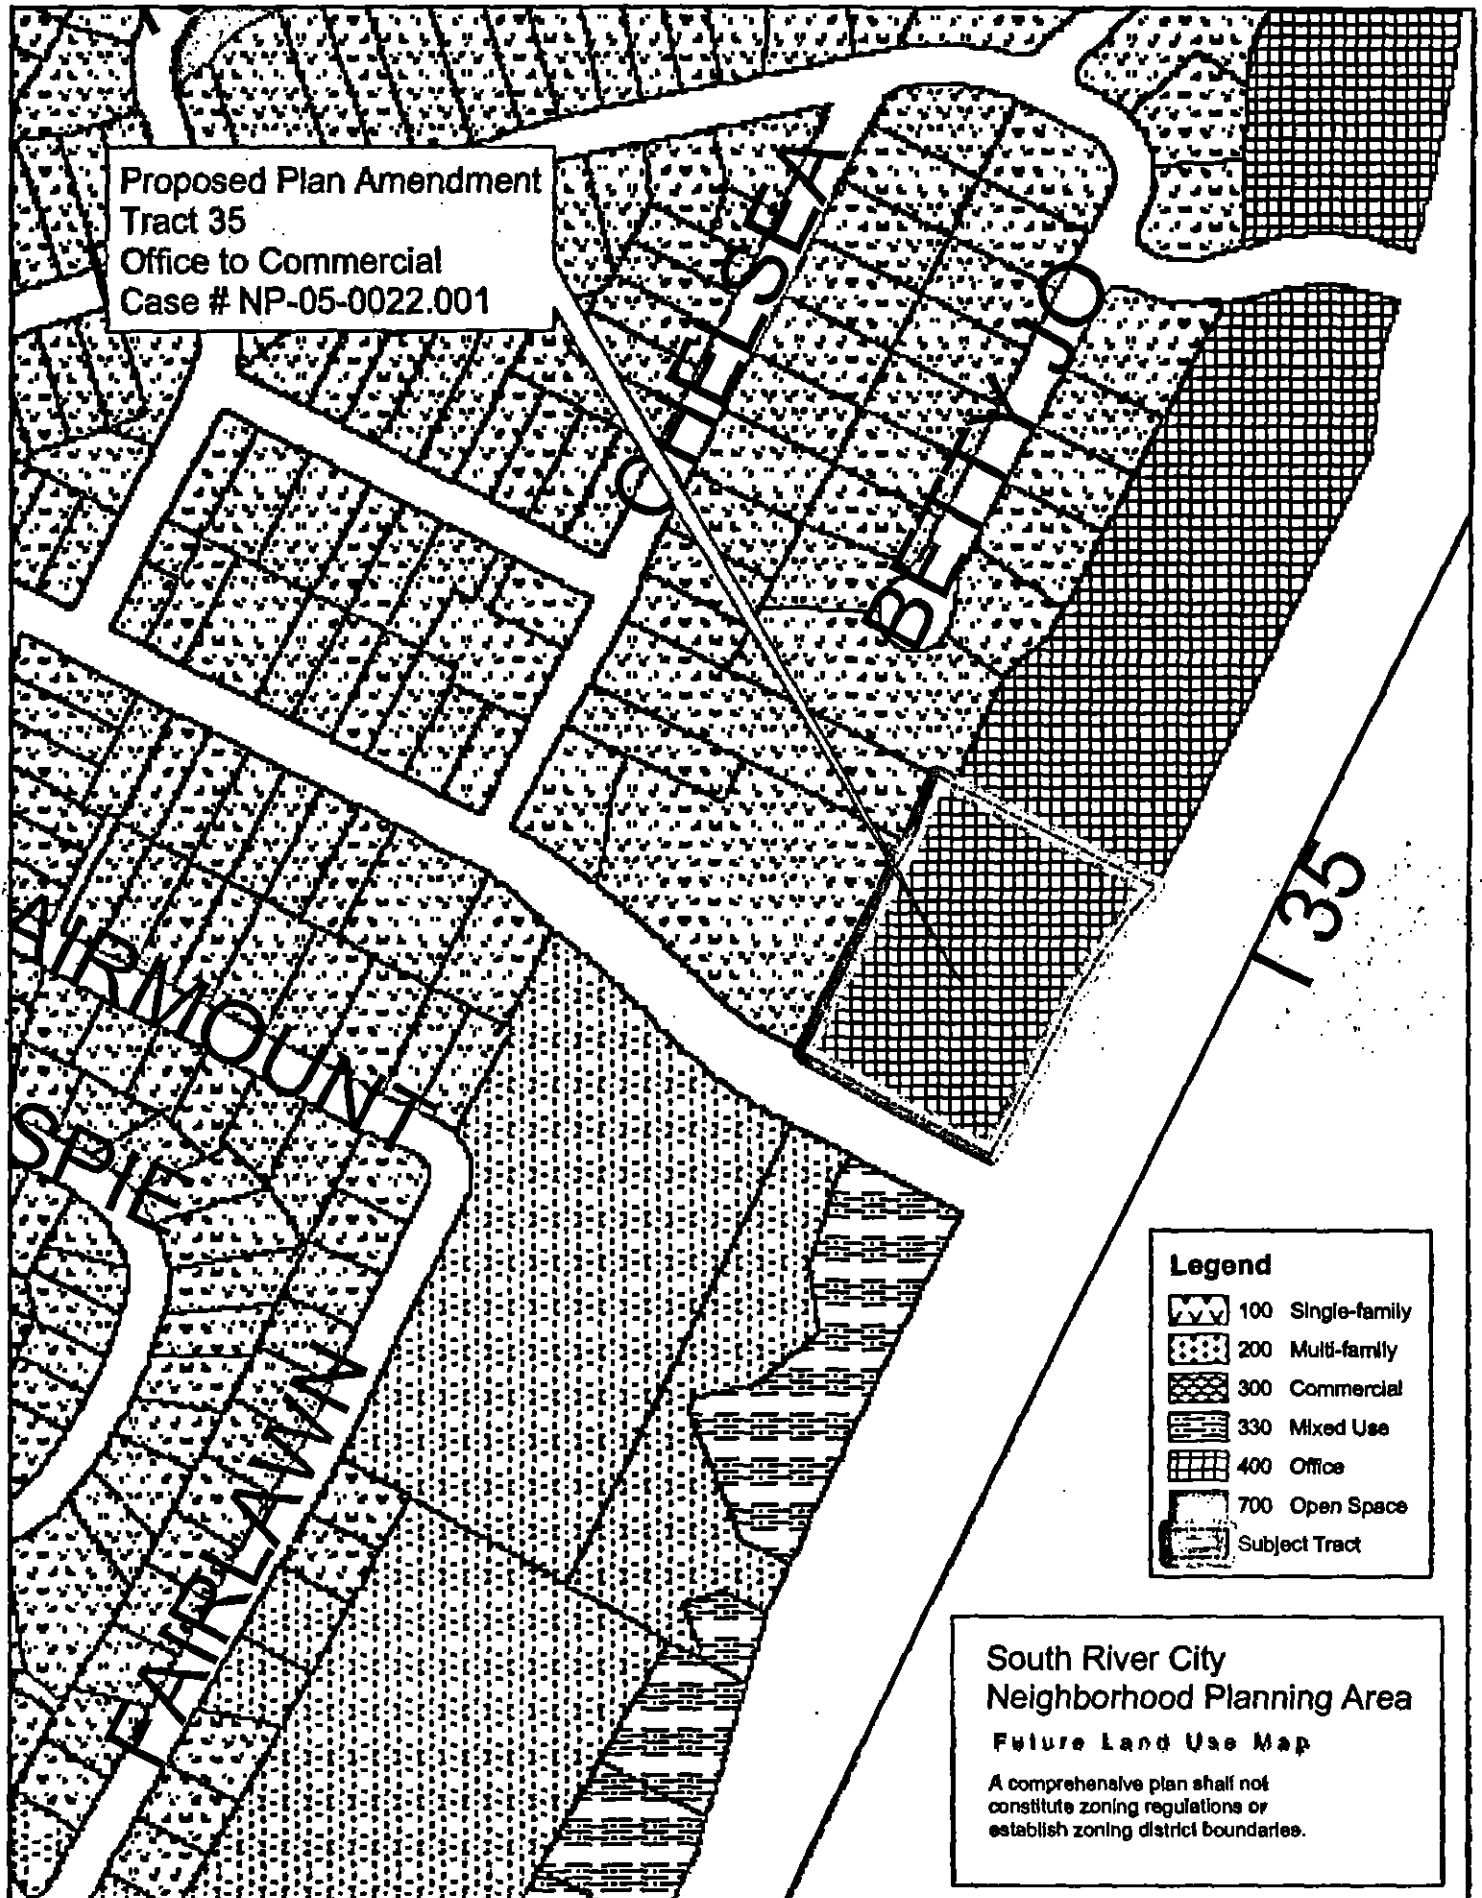 Proposed Plan Amendment
Tract 35
Office to Commercial
Case # NP-05-0022.001
CHELSEA
BETTY JO
I 35
AIRMOUNT
SPIE
FAIRLAWN
Legend
100 Single-family
200 Multi-family
300 Commercial
330 Mixed Use
400 Office
700 Open Space
Subject Tract
South River City
Neighborhood Planning Area
Future Land Use Map
A comprehensive plan shall not
constitute zoning regulations or
establish zoning district boundaries.